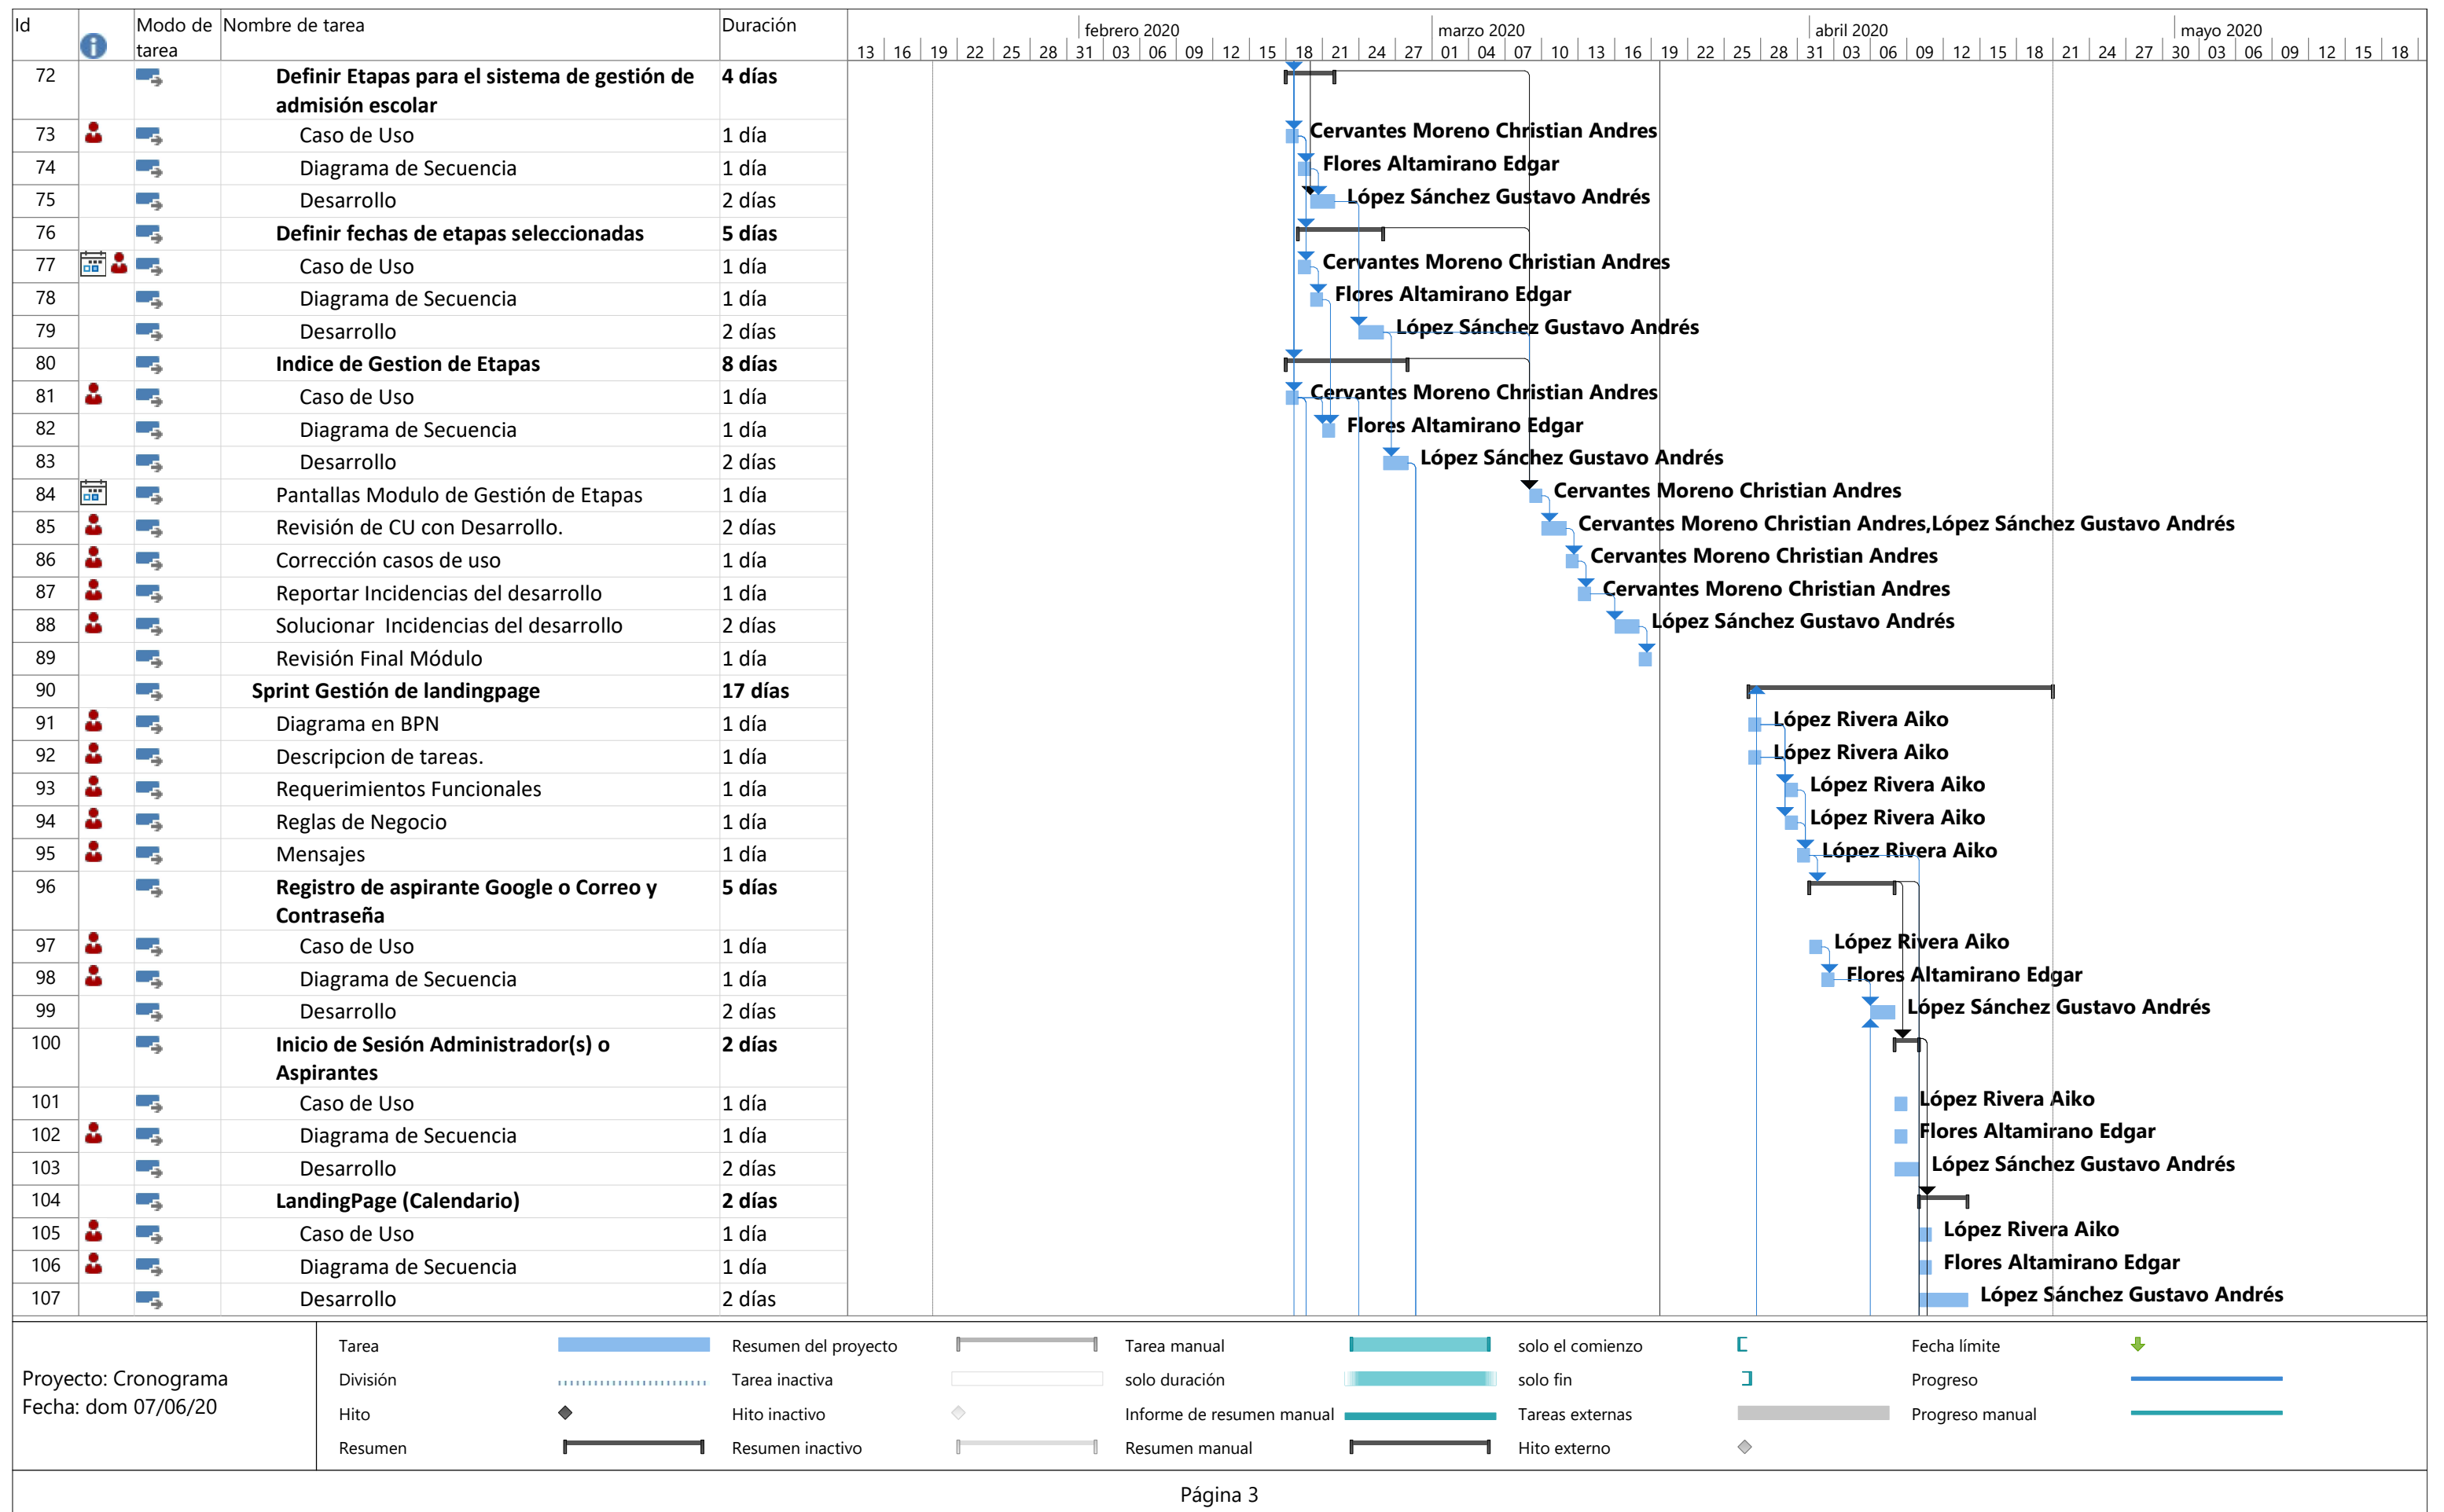 Id Modo de Nombre de tarea Duración
tarea
febrero 2020 marzo 2020 abril 2020 mayo 2020
13 16 19 22 25 28 31 03 06 09 12 15 18 21 24 27 01 04 07 10 13 16 19 22 25 28 31 03 06 09 12 15 18 21 24 27 30 03 06 09 12 15 18
72 Definir Etapas para el sistema de gestión de 4 días
admisión escolar
73 Caso de Uso 1 día Cervantes Moreno Christian Andres
74 Diagrama de Secuencia 1 día Flores Altamirano Edgar
75 Desarrollo 2 días López Sánchez Gustavo Andrés
76 Definir fechas de etapas seleccionadas 5 días
77 Caso de Uso 1 día Cervantes Moreno Christian Andres
78 Diagrama de Secuencia 1 día Flores Altamirano Edgar
79 Desarrollo 2 días López Sánchez Gustavo Andrés
80 Indice de Gestion de Etapas 8 días
81 Caso de Uso 1 día Cervantes Moreno Christian Andres
82 Diagrama de Secuencia 1 día Flores Altamirano Edgar
83 Desarrollo 2 días López Sánchez Gustavo Andrés
84 Pantallas Modulo de Gestión de Etapas 1 día Cervantes Moreno Christian Andres
85 Revisión de CU con Desarrollo. 2 días Cervantes Moreno Christian Andres,López Sánchez Gustavo Andrés
86 Corrección casos de uso 1 día Cervantes Moreno Christian Andres
87 Reportar Incidencias del desarrollo 1 día Cervantes Moreno Christian Andres
88 Solucionar Incidencias del desarrollo 2 días López Sánchez Gustavo Andrés
89 Revisión Final Módulo 1 día
90 Sprint Gestión de landingpage 17 días
91 Diagrama en BPN 1 día López Rivera Aiko
92 Descripcion de tareas. 1 día López Rivera Aiko
93 Requerimientos Funcionales 1 día López Rivera Aiko
94 Reglas de Negocio 1 día López Rivera Aiko
95 Mensajes 1 día López Rivera Aiko
96 Registro de aspirante Google o Correo y 5 días
Contraseña
97 Caso de Uso 1 día López Rivera Aiko
98 Diagrama de Secuencia 1 día Flores Altamirano Edgar
99 Desarrollo 2 días López Sánchez Gustavo Andrés
100 Inicio de Sesión Administrador(s) o 2 días
Aspirantes
101 Caso de Uso 1 día López Rivera Aiko
102 Diagrama de Secuencia 1 día Flores Altamirano Edgar
103 Desarrollo 2 días López Sánchez Gustavo Andrés
104 LandingPage (Calendario) 2 días
105 Caso de Uso 1 día López Rivera Aiko
106 Diagrama de Secuencia 1 día Flores Altamirano Edgar
107 Desarrollo 2 días López Sánchez Gustavo Andrés
Proyecto: Cronograma
Fecha: dom 07/06/20
Tarea Resumen del proyecto Tarea manual solo el comienzo Fecha límite
División Tarea inactiva solo duración solo fin Progreso
Hito Hito inactivo Informe de resumen manual Tareas externas Progreso manual
Resumen Resumen inactivo Resumen manual Hito externo
Página 3